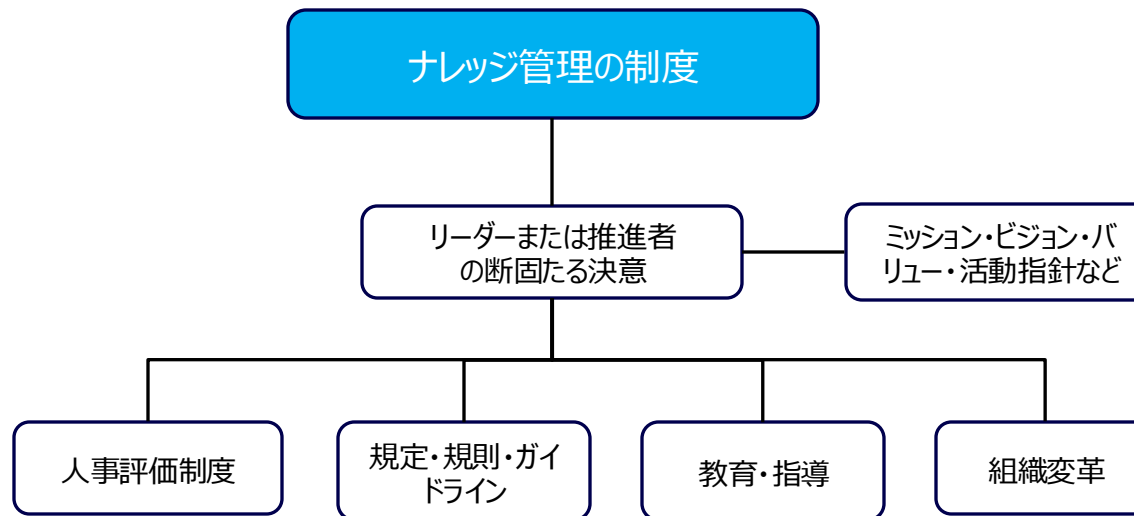 ナレッジ管理の制度
リーダーまたは推進者
の断固たる決意
ミッション・ビジョン・バ
リュー・活動指針など
人事評価制度
規定・規則・ガイ
ドライン
教育・指導
組織変革